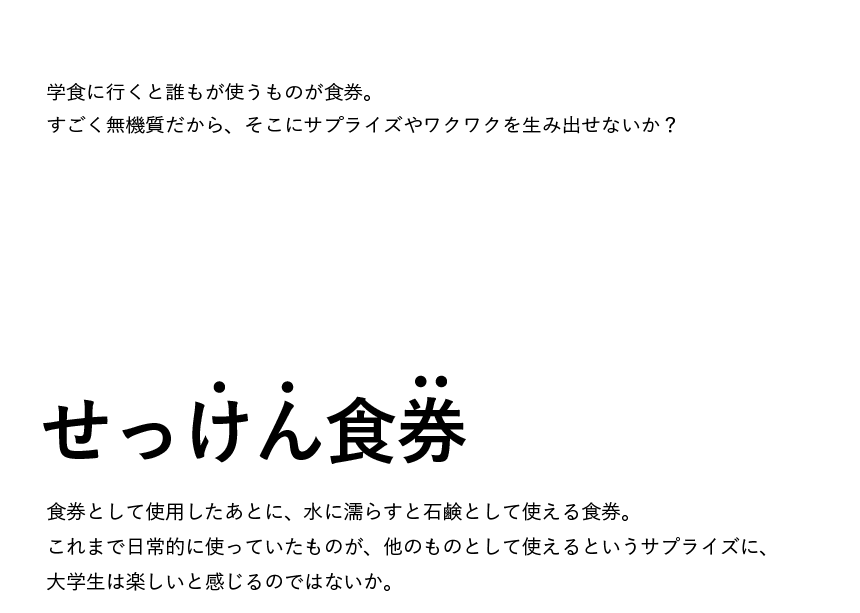 学食に行くと誰もが使うものが食券。
すごく無機質だから、そこにサプライズやワクワクを生み出せないか？
せっけん食券
食券として使用したあとに、水に濡らすと石鹸として使える食券。
これまで日常的に使っていたものが、他のものとして使えるというサプライズに、
大学生は楽しいと感じるのではないか。